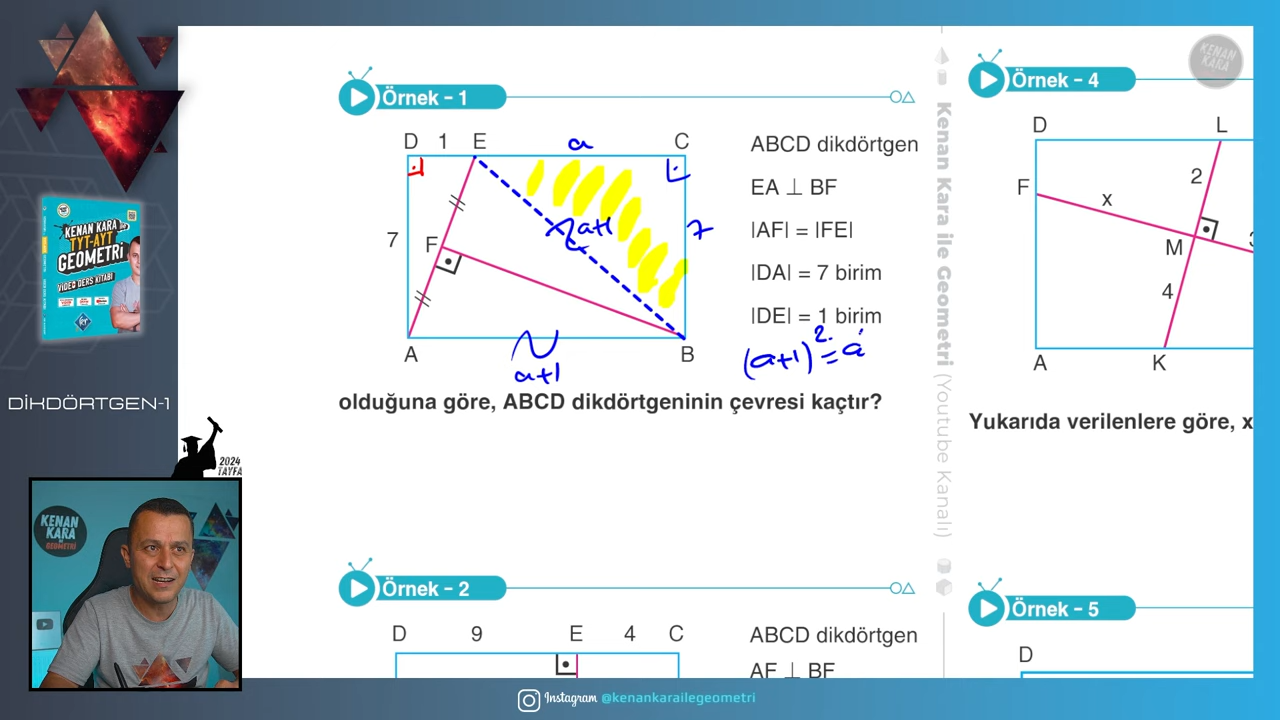 KENAN KARA
TYT-AYT
GEOMETRİ
VİDEO DERS KİTABI
DİKDÖRTGEN-1
2024
TAYFA
KENAN
KARA
GEOMETRI
Örnek - 1
D 1 E a C
7
F
a+1
7
A
B
a+1
ABCD dikdörtgen
EA ⊥ BF
|AF| = |FE|
|DA| = 7 birim
|DE| = 1 birim
(a+1)² = a
olduğuna göre, ABCD dikdörtgeninin çevresi kaçtır?
Örnek - 2
D 9 E 4 C
ABCD dikdörtgen
AF ⊥ BF
Kenan Kara ile Geometri (Youtube Kanalı)
KENAN
KARA
Örnek - 4
D L
2
F
x
M
4
A K
Yukarıda verilenlere göre, x
Örnek - 5
D
Instagram @kenankarailegeometri